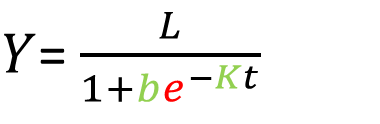 Y = L / (1 + be^{-Kt})